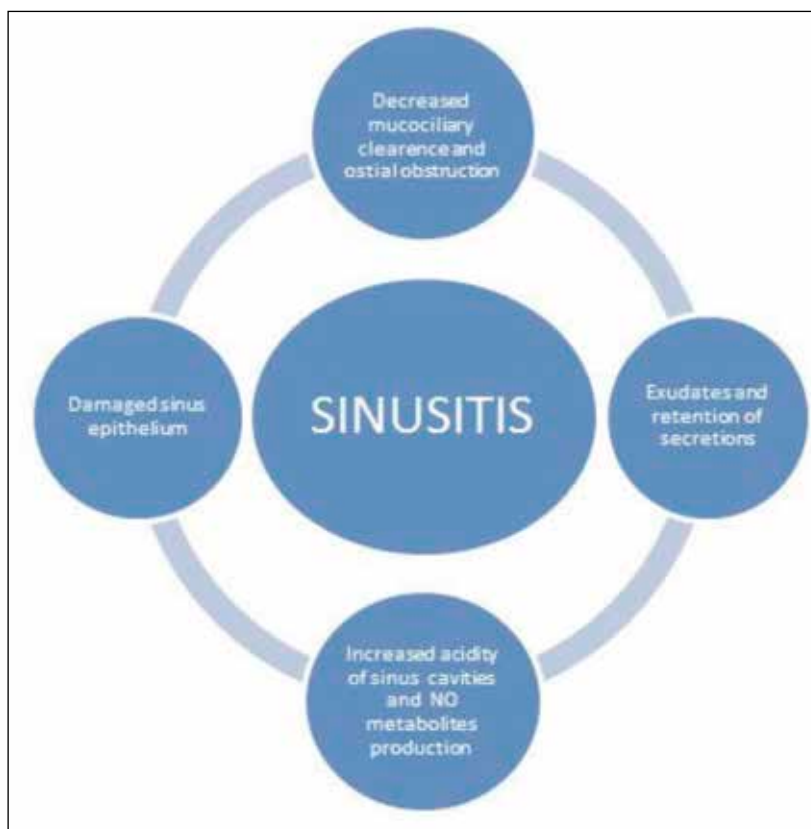 Decreased
mucociliary
clearence and
ostial obstruction
Damaged sinus
epithelium
SINUSITIS
Exudates and
retention of
secretions
Increased acidity
of sinus cavities
and NO
metabolites
production